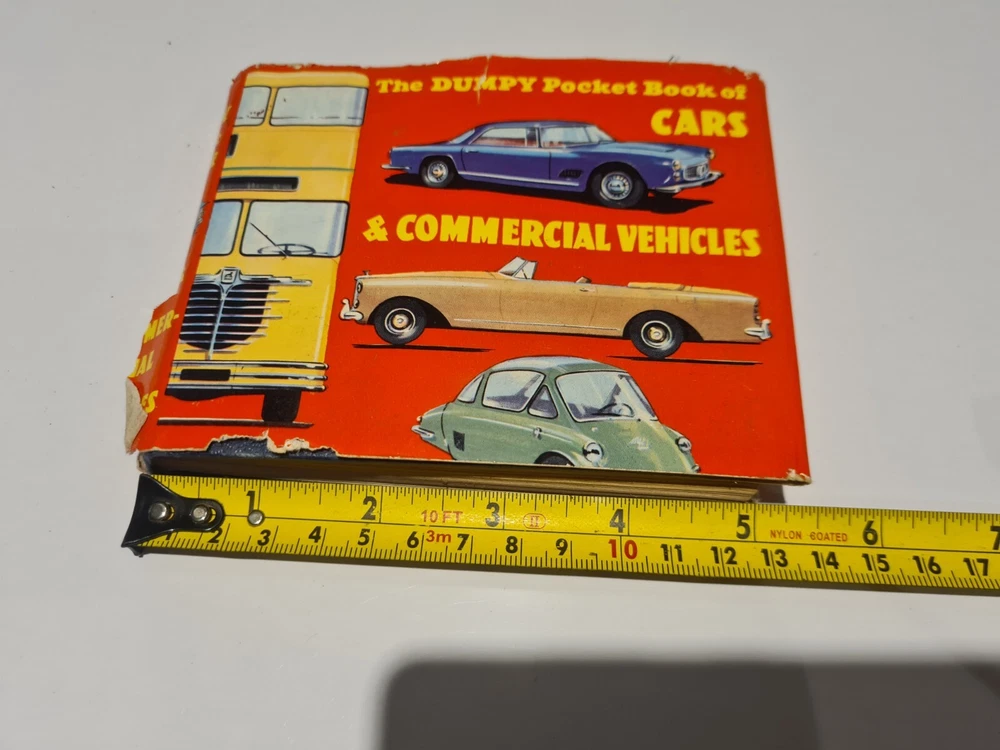 The DUMPY Pocket Book of
CARS
& COMMERCIAL VEHICLES
1 2 3 4 5 6 7
10 FT
3m
2 3 4 5 6 7 8 9 10 11 12 13 14 15 16 17
NYLON COATED